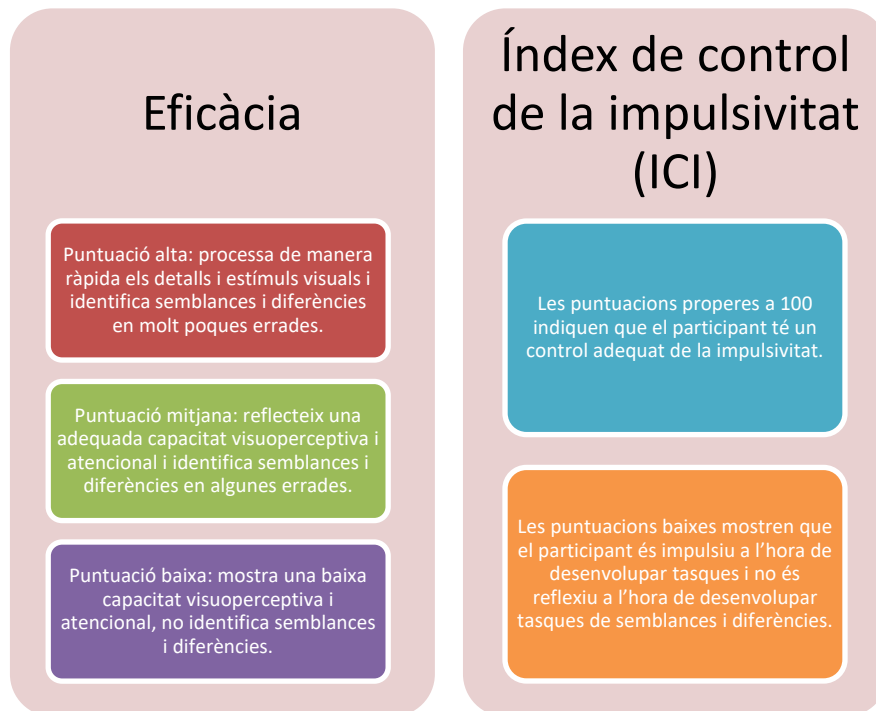 Eficàcia
Puntuació alta: processa de manera
ràpida els detalls i estímuls visuals i
identifica semblances i diferències
en molt poques errades.
Puntuació mitjana: reflecteix una
adequada capacitat visuoperceptiva i
atencional i identifica semblances i
diferències en algunes errades.
Puntuació baixa: mostra una baixa
capacitat visuoperceptiva i
atencional, no identifica semblances
i diferències.
Índex de control
de la impulsivitat
(ICI)
Les puntuacions properes a 100
indiquen que el participant té un
control adequat de la impulsivitat.
Les puntuacions baixes mostren que
el participant és impulsiu a l’hora de
desenvolupar tasques i no és
reflexiu a l’hora de desenvolupar
tasques de semblances i diferències.